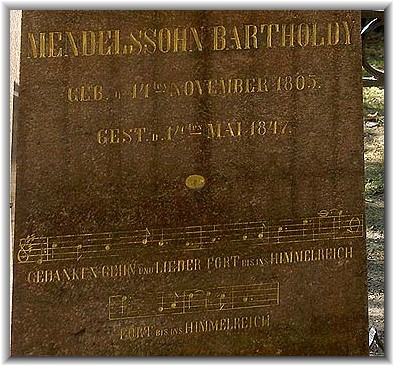 MENDELSSOHN BARTHOLDY
GEB. D. 14TEN NOVEMBER 1805.
GEST. D. 14TEN MAI 1847.
GEDANKEN GEHN UND LIEDER FORT BIS INS HIMMELREICH
FORT BIS INS HIMMELREICH